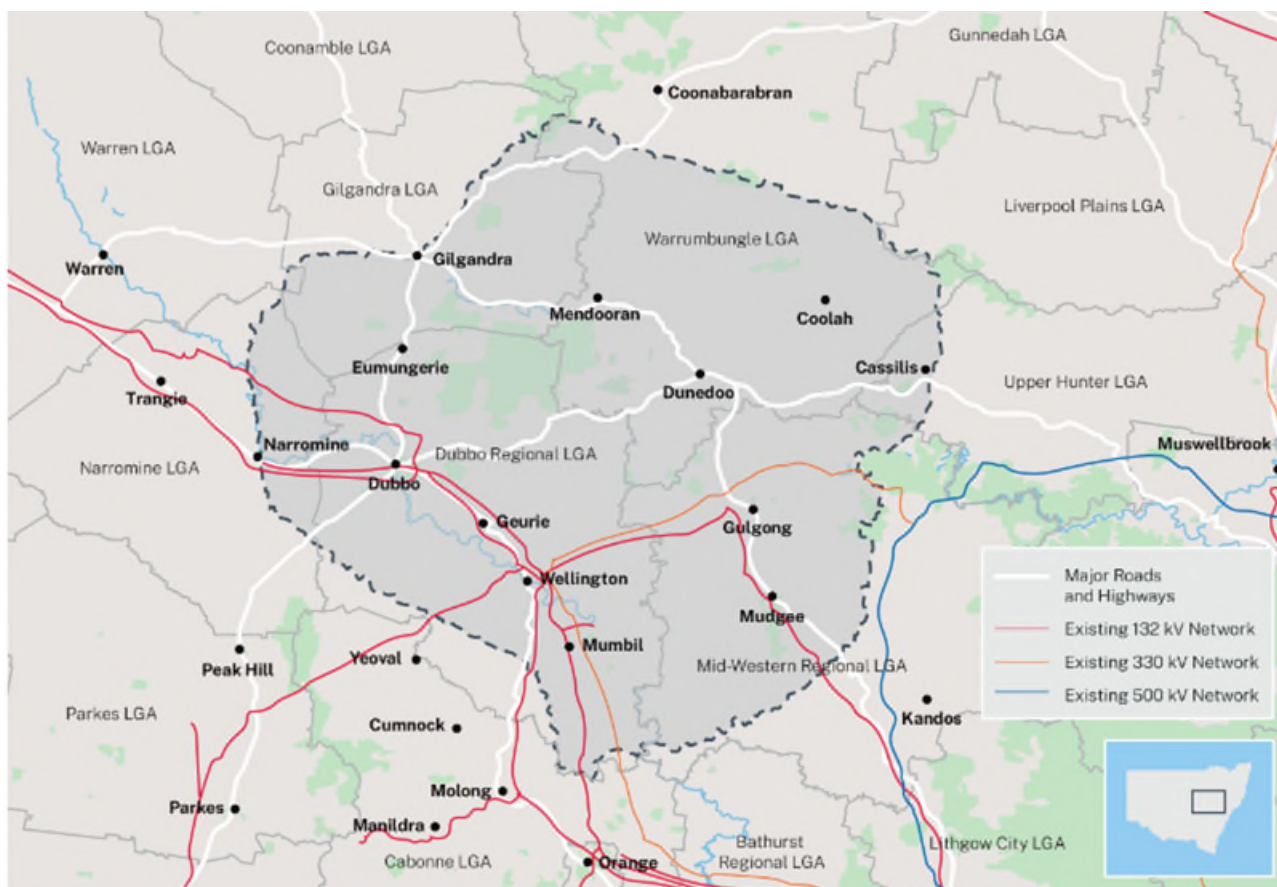 Coonamble LGA
Gunnedah LGA
Coonabarabran
Warren LGA
Gilgandra LGA
Liverpool Plains LGA
Warrumbungle LGA
Warren
Gilgandra
Mendooran
Coolah
Eumungerie
Trangie
Dunedoo
Cassilis
Upper Hunter LGA
Narromine
Narromine LGA
Dubbo Regional LGA
Muswellbrook
Dubbo
Geurie
Gulgong
Wellington
Mudgee
Mumbil
Peak Hill
Yeoval
Mid-Western Regional LGA
Parkes LGA
Cumnock
Kandos
Molong
Parkes
Manildra
Cabonne LGA
Orange
Bathurst
Regional LGA
Lithgow City LGA
Major Roads
and Highways
Existing 132 kV Network
Existing 330 kV Network
Existing 500 kV Network